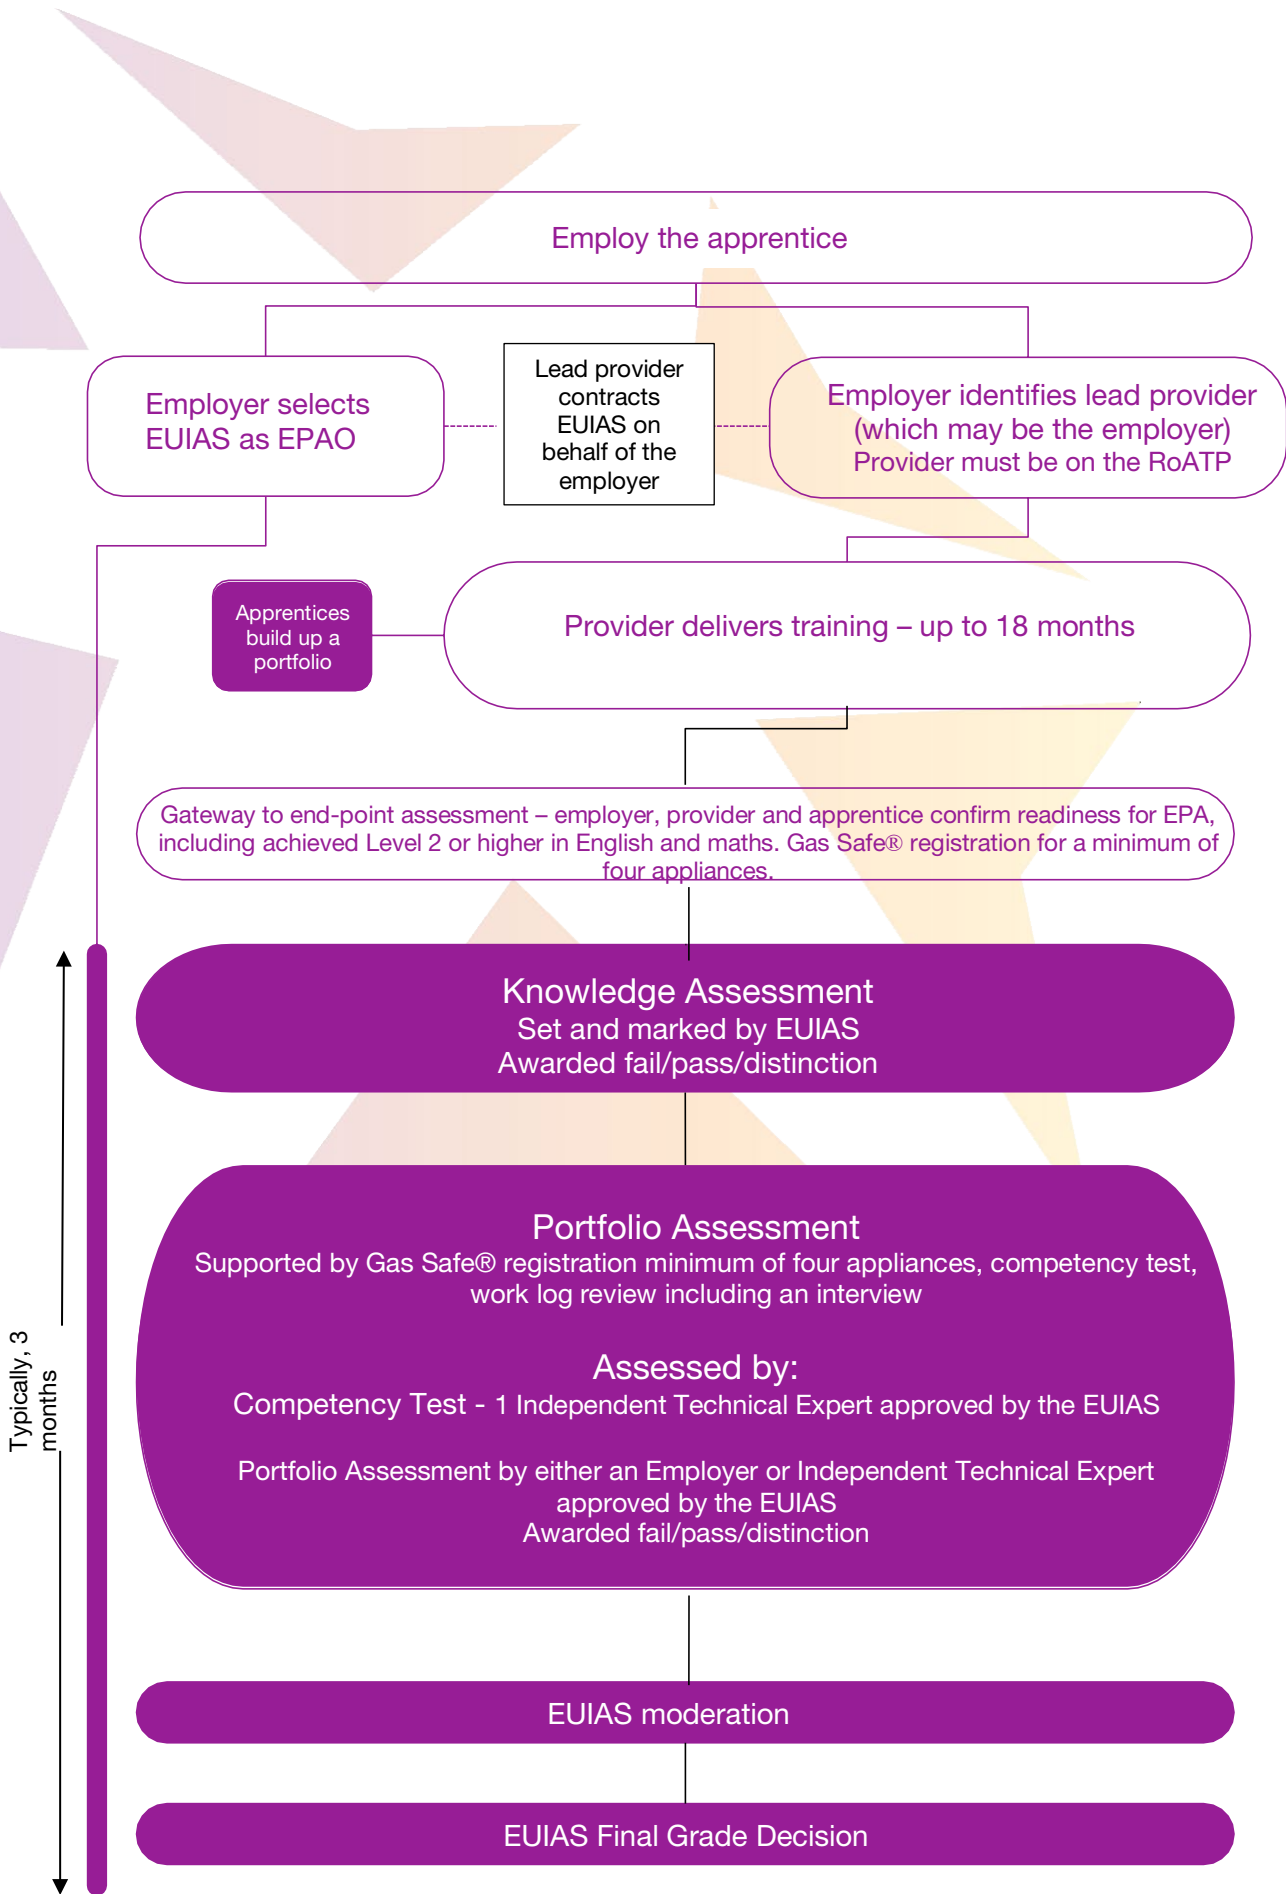 Employ the apprentice
Employer selects
EUIAS as EPAO
Lead provider
contracts
EUIAS on
behalf of the
employer
Employer identifies lead provider
(which may be the employer)
Provider must be on the RoATP
Apprentices
build up a
portfolio
Provider delivers training – up to 18 months
Gateway to end-point assessment – employer, provider and apprentice confirm readiness for EPA,
including achieved Level 2 or higher in English and maths. Gas Safe® registration for a minimum of
four appliances.
Knowledge Assessment
Set and marked by EUIAS
Awarded fail/pass/distinction
Typically, 3
months
Portfolio Assessment
Supported by Gas Safe® registration minimum of four appliances, competency test,
work log review including an interview
Assessed by:
Competency Test - 1 Independent Technical Expert approved by the EUIAS
Portfolio Assessment by either an Employer or Independent Technical Expert
approved by the EUIAS
Awarded fail/pass/distinction
EUIAS moderation
EUIAS Final Grade Decision